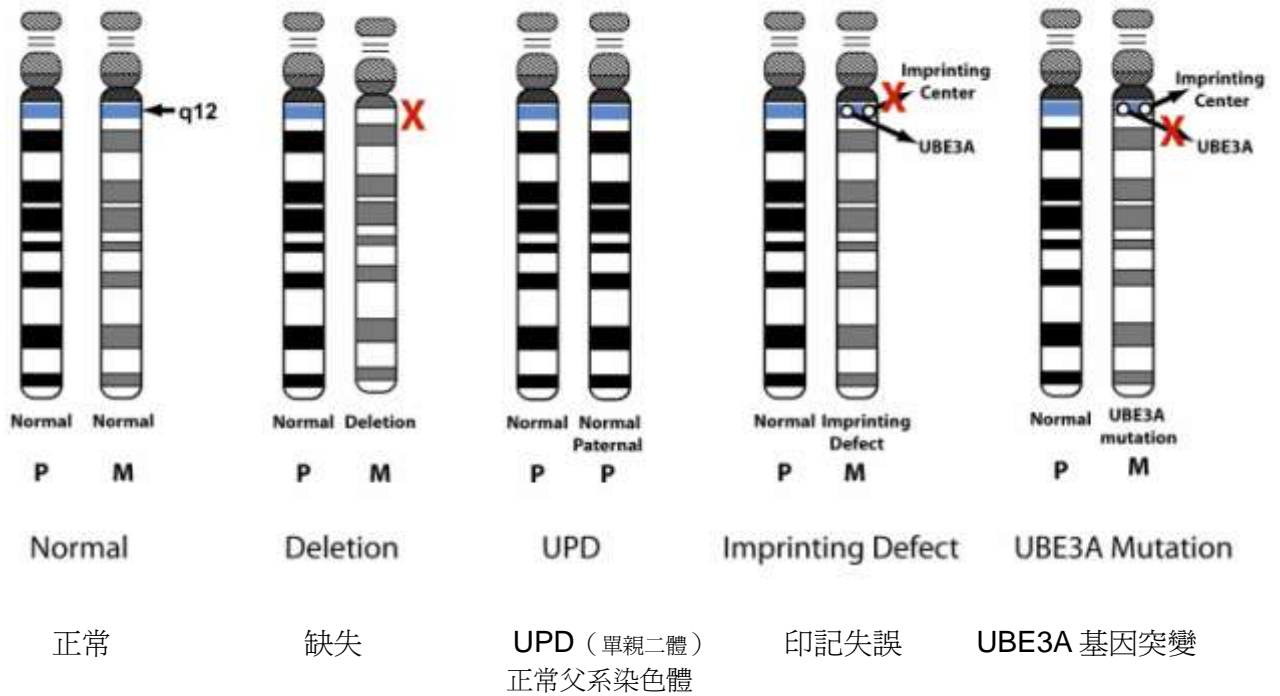 q12
X
Imprinting
Center
X
UBE3A
Imprinting
Center
X
UBE3A
Normal Normal
Normal Deletion
Normal Normal
Paternal
Normal Imprinting
Defect
Normal UBE3A
mutation
P M
P M
P P
P M
P M
Normal Deletion UPD Imprinting Defect UBE3A Mutation
正常 缺失 UPD（單親二體） 印記失誤 UBE3A 基因突變
正常父系染色體